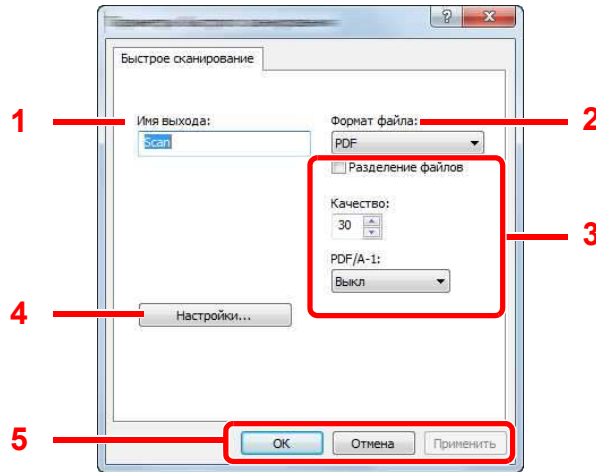 Быстрое сканирование
1 Имя выхода: Формат файла: 2
Scan PDF
Разделение файлов
Качество:
30
3
PDF/A-1:
Выкл
4 Настройки...
5 OK Отмена Применить